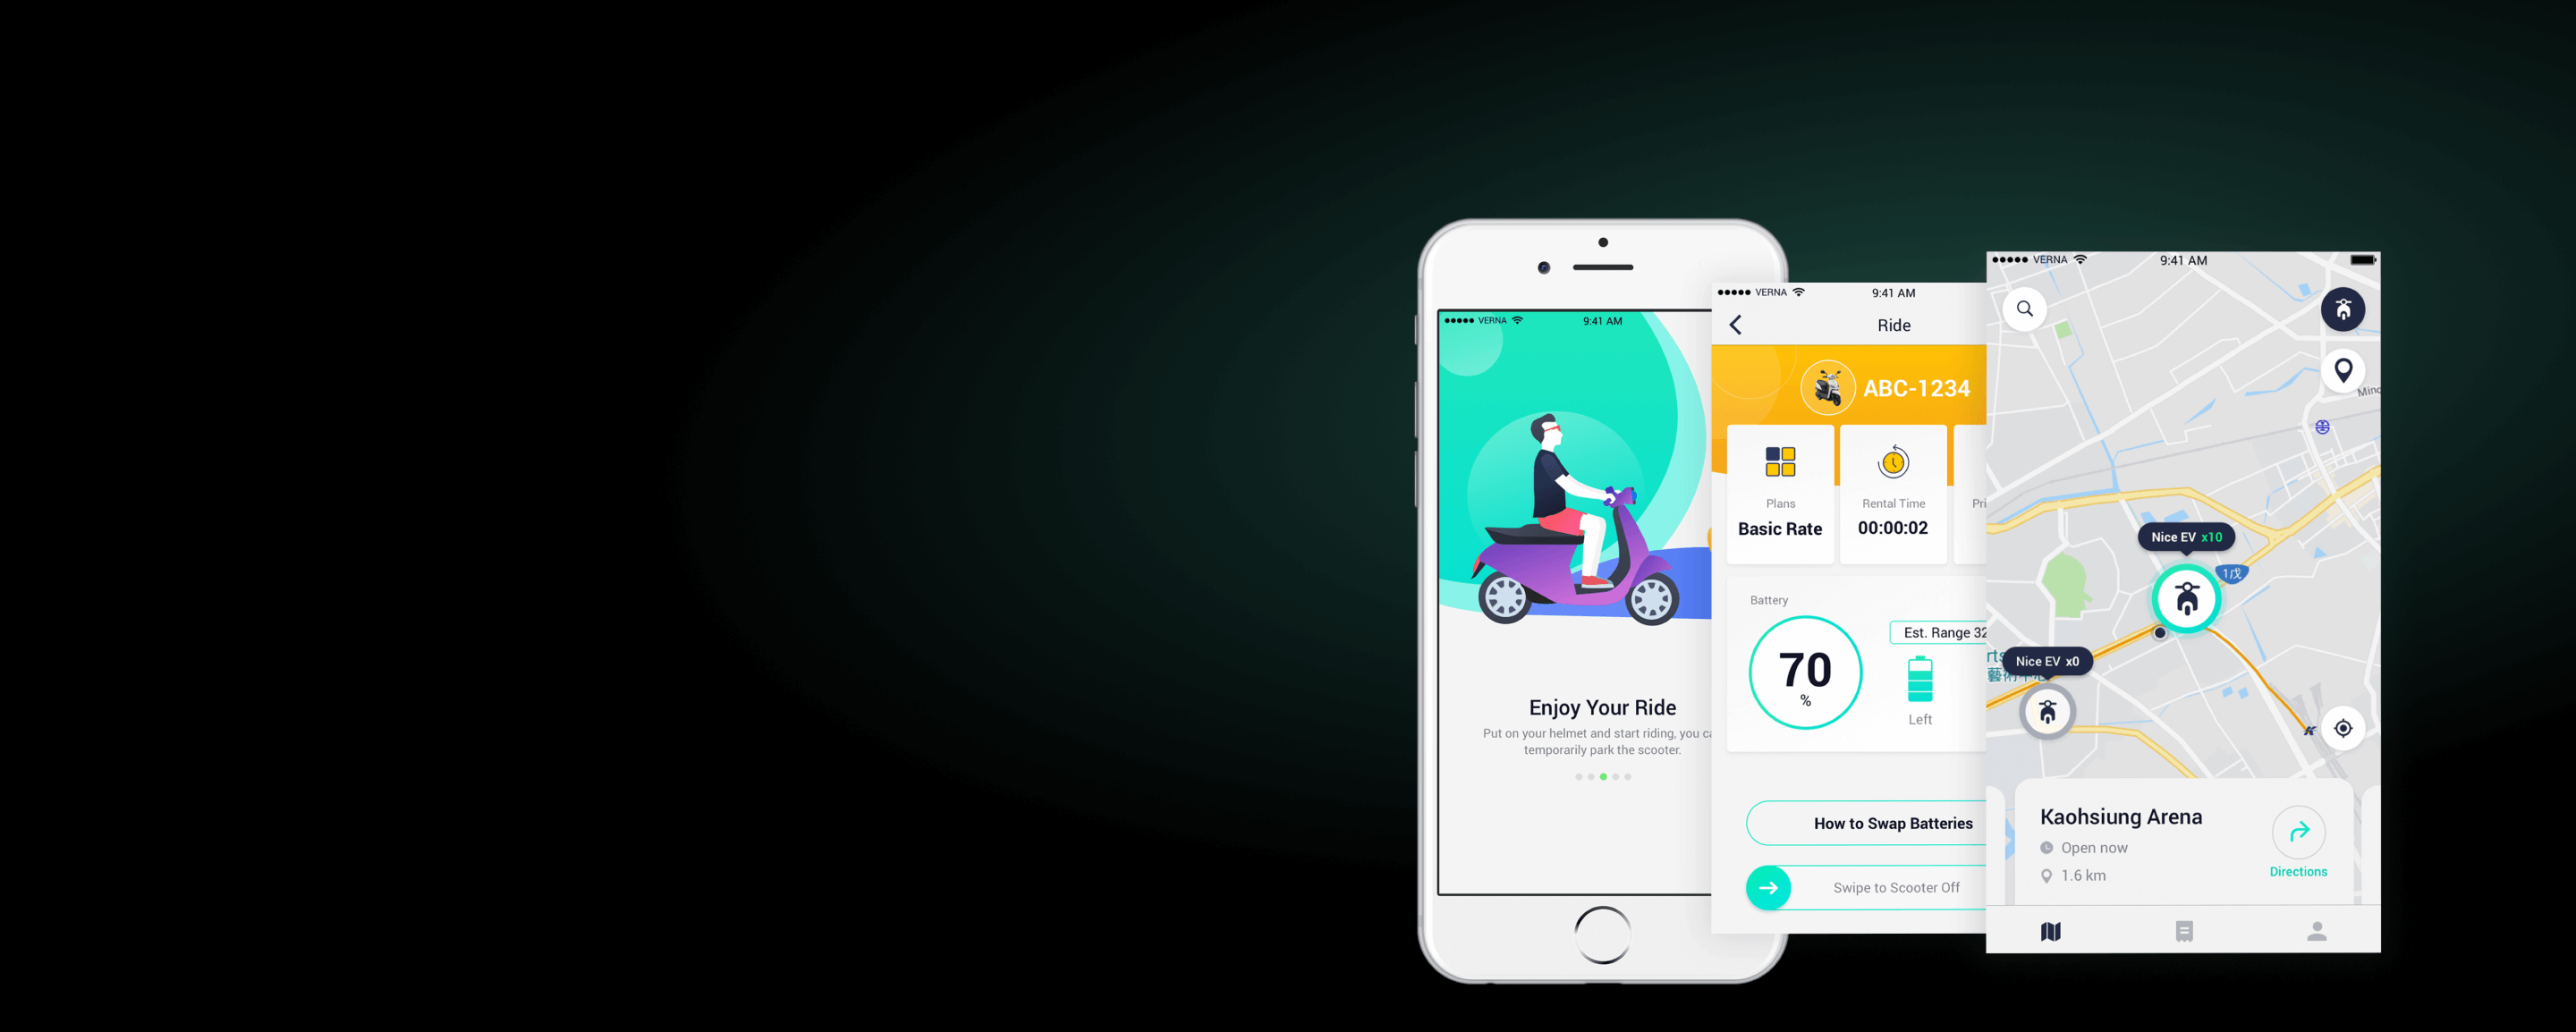 VERNA
9:41 AM
Enjoy Your Ride
Put on your helmet and start riding, you
temporarily park the scooter.
VERNA
9:41 AM
Ride
ABC-1234
Plans
Basic Rate
Rental Time
00:00:02
Battery
70
%
Est. Range 32
Left
How to Swap Batteries
Swipe to Scooter Off
VERNA
9:41 AM
Nice EV x10
1戊
Nice EV x0
Kaohsiung Arena
Open now
1.6 km
Directions